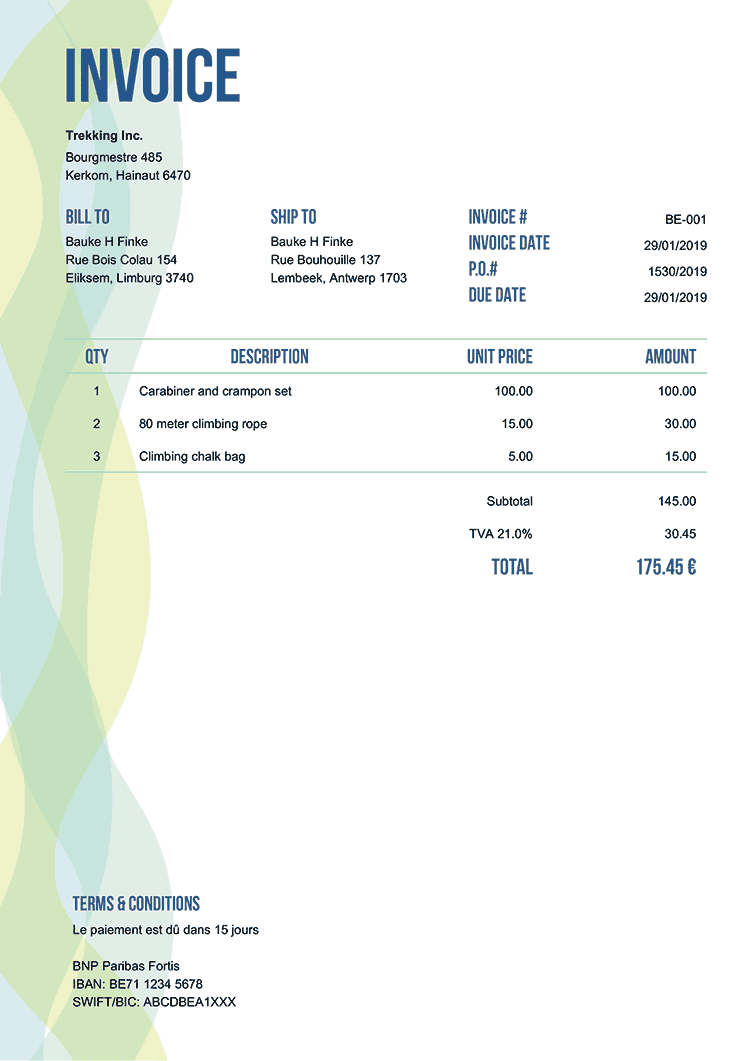 INVOICE
Trekking Inc.
Bourgmestre 485
Kerkom, Hainaut 6470
BILL TO
Bauke H Finke
Rue Bois Colau 154
Eliksem, Limburg 3740
SHIP TO
Bauke H Finke
Rue Bouhouille 137
Lembeek, Antwerp 1703
INVOICE # BE-001
INVOICE DATE 29/01/2019
P.O.# 1530/2019
DUE DATE 29/01/2019
QTY DESCRIPTION UNIT PRICE AMOUNT
1 Carabiner and crampon set 100.00 100.00
2 80 meter climbing rope 15.00 30.00
3 Climbing chalk bag 5.00 15.00
Subtotal 145.00
TVA 21.0% 30.45
TOTAL 175.45 €
TERMS & CONDITIONS
Le paiement est dû dans 15 jours
BNP Paribas Fortis
IBAN: BE71 1234 5678
SWIFT/BIC: ABCDBEA1XXX